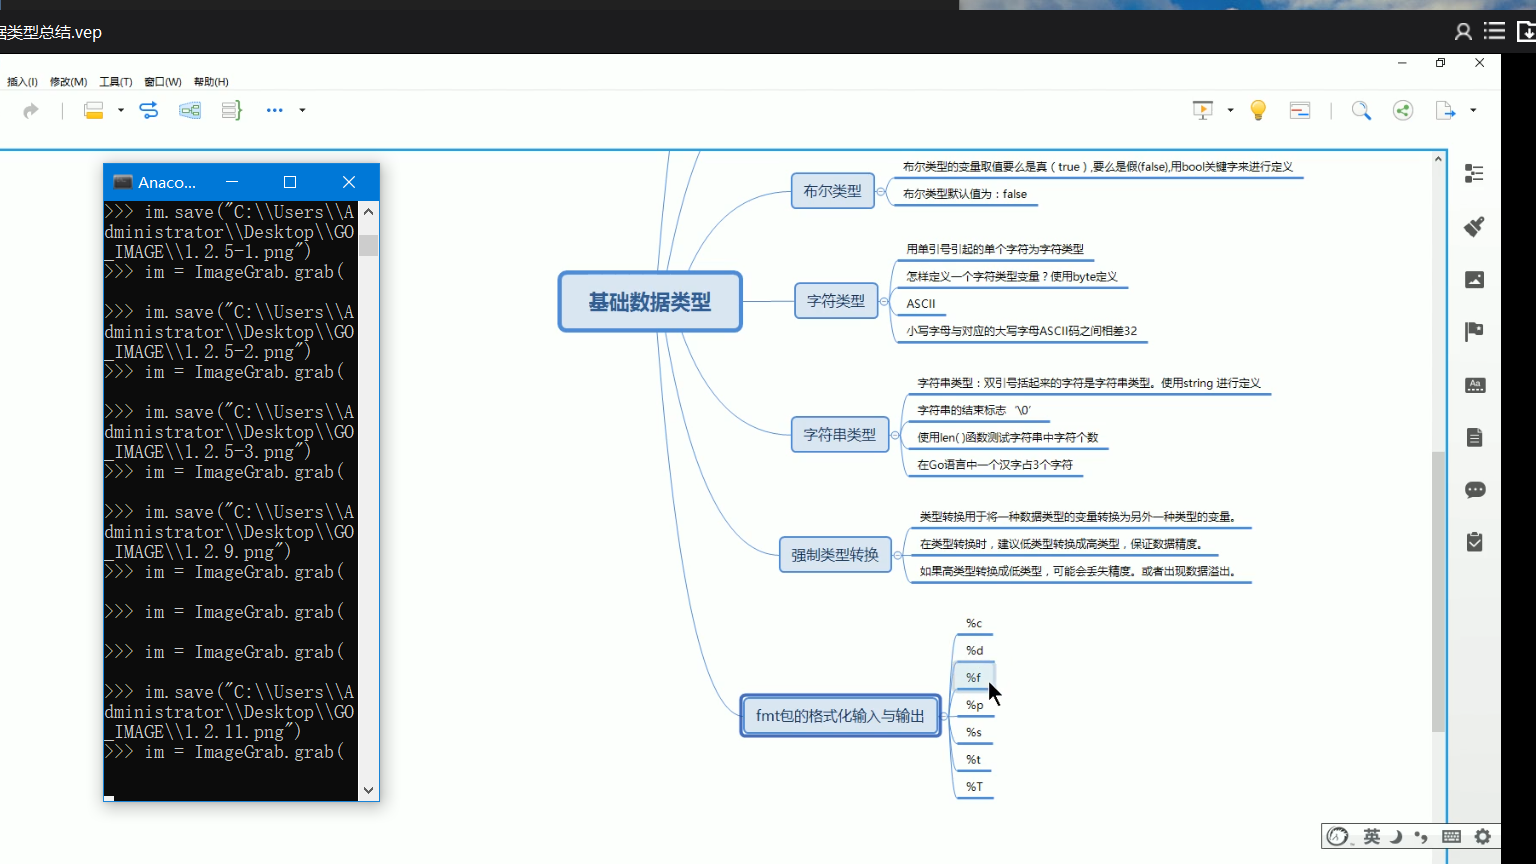 据类型总结.vep
插入(I) 修改(M) 工具(T) 窗口(W) 帮助(H)
Anaco...
>>> im.save("C:\\Users\\A
dministrator\\Desktop\\GO
_IMAGE\\1.2.5-1.png")
>>> im = ImageGrab.grab(
>>> im.save("C:\\Users\\A
dministrator\\Desktop\\GO
_IMAGE\\1.2.5-2.png")
>>> im = ImageGrab.grab(
>>> im.save("C:\\Users\\A
dministrator\\Desktop\\GO
_IMAGE\\1.2.5-3.png")
>>> im = ImageGrab.grab(
>>> im.save("C:\\Users\\A
dministrator\\Desktop\\GO
_IMAGE\\1.2.9.png")
>>> im = ImageGrab.grab(
>>> im = ImageGrab.grab(
>>> im = ImageGrab.grab(
>>> im.save("C:\\Users\\A
dministrator\\Desktop\\GO
_IMAGE\\1.2.11.png")
>>> im = ImageGrab.grab(
基础数据类型
布尔类型
布尔类型的变量取值要么是真（true）,要么是假(false),用bool关键字来进行定义
布尔类型默认值为：false
字符类型
用单引号引起的单个字符为字符类型
怎样定义一个字符类型变量？使用byte定义
ASCII
小写字母与对应的大写字母ASCII码之间相差32
字符串类型
字符串类型：双引号括起来的字符是字符串类型。使用string 进行定义
字符串的结束标志 ‘\0’
使用len( )函数测试字符串中字符个数
在Go语言中一个汉字占3个字符
强制类型转换
类型转换用于将一种数据类型的变量转换为另外一种类型的变量。
在类型转换时，建议低类型转换成高类型，保证数据精度。
如果高类型转换成低类型，可能会丢失精度。或者出现数据溢出。
fmt包的格式化输入与输出
%c
%d
%f
%p
%s
%t
%T
Aa
英